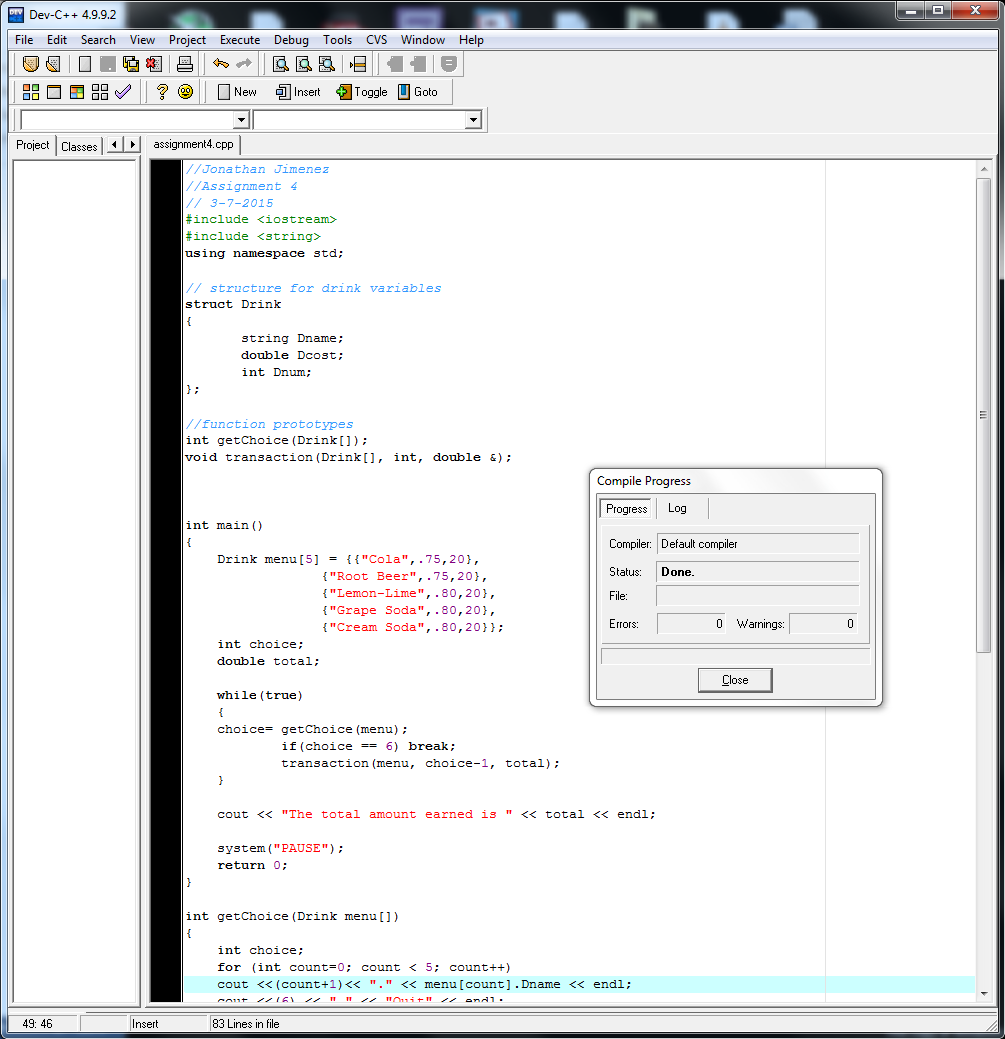 Dev-C++ 4.9.9.2
File Edit Search View Project Execute Debug Tools CVS Window Help
New Insert Toggle Goto
Project Classes assignment4.cpp
//Jonathan Jimenez
//Assignment 4
// 3-7-2015
#include <iostream>
#include <string>
using namespace std;
// structure for drink variables
struct Drink
{
string Dname;
double Dcost;
int Dnum;
};
//function prototypes
int getChoice(Drink[]);
void transaction(Drink[], int, double &);
int main()
{
Drink menu[5] = {{"Cola",.75,20},
{"Root Beer",.75,20},
{"Lemon-Lime",.80,20},
{"Grape Soda",.80,20},
{"Cream Soda",.80,20}};
int choice;
double total;
while(true)
{
choice= getChoice(menu);
if(choice == 6) break;
transaction(menu, choice-1, total);
}
cout << "The total amount earned is " << total << endl;
system("PAUSE");
return 0;
}
int getChoice(Drink menu[])
{
int choice;
for (int count=0; count < 5; count++)
cout <<(count+1)<< "." << menu[count].Dname << endl;
cout <<(6) << "." << "Quit" << endl;
Compile Progress
Progress Log
Compiler: Default compiler
Status: Done.
File:
Errors: 0 Warnings: 0
Close
49: 46 Insert 83 Lines in file